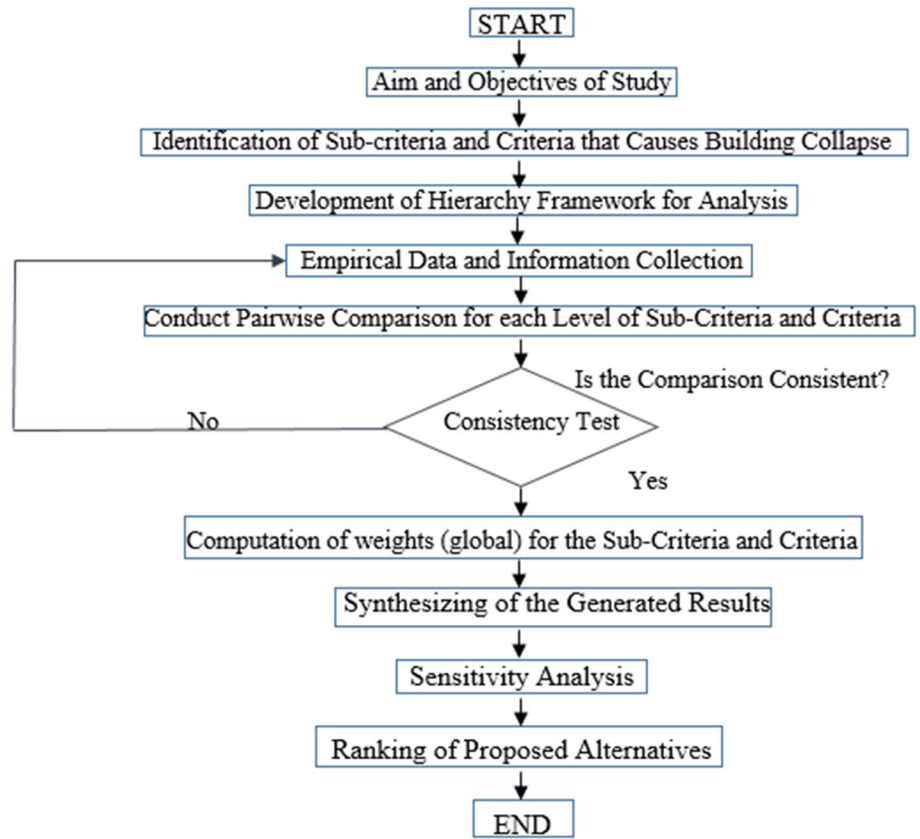 START
Aim and Objectives of Study
Identification of Sub-criteria and Criteria that Causes Building Collapse
Development of Hierarchy Framework for Analysis
Empirical Data and Information Collection
Conduct Pairwise Comparison for each Level of Sub-Criteria and Criteria
Is the Comparison Consistent?
No
Consistency Test
Yes
Computation of weights (global) for the Sub-Criteria and Criteria
Synthesizing of the Generated Results
Sensitivity Analysis
Ranking of Proposed Alternatives
END